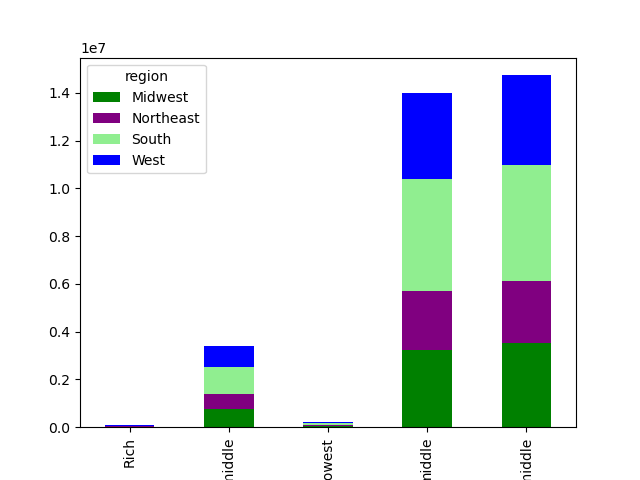 1e7
region
Midwest
Northeast
South
West
1.4
1.2
1.0
0.8
0.6
0.4
0.2
0.0
Rich
middle
owest
middle
middle